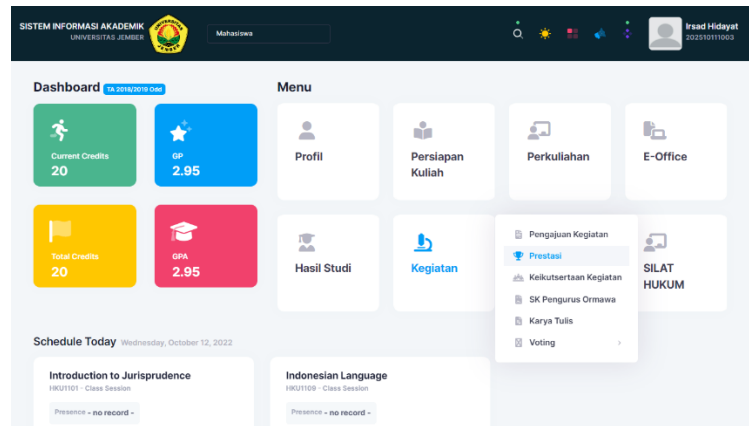 SISTEM INFORMASI AKADEMIK
UNIVERSITAS JEMBER
Mahasiswa
Irsad Hidayat
202510111003
Dashboard TA 2018/2019 Odd
Menu
Current Credits
20
GP
2.95
Profil
Persiapan
Kuliah
Perkuliahan
E-Office
Total Credits
20
GPA
2.95
Hasil Studi
Kegiatan
Pengajuan Kegiatan
Prestasi
Keikutsertaan Kegiatan
SK Pengurus Ormawa
Karya Tulis
Voting
SILAT
HUKUM
Schedule Today Wednesday, October 12, 2022
Introduction to Jurisprudence
HKU1101 - Class Session
Presence - no record -
Indonesian Language
HKU1109 - Class Session
Presence - no record -